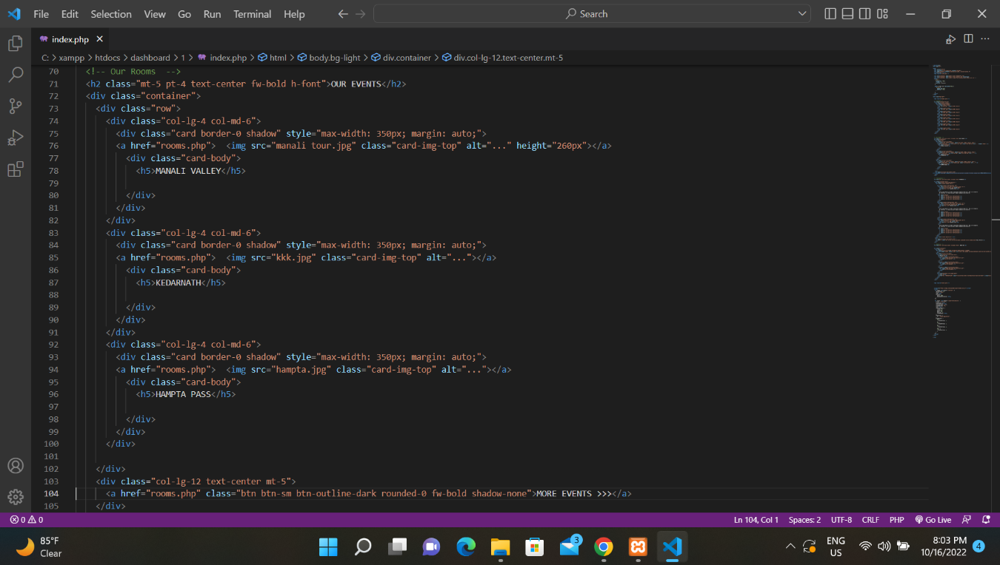 File Edit Selection View Go Run Terminal Help Search
index.php
C: > xampp > htdocs > dashboard > 1 > index.php > html > body.bg-light > div.container > div.col-lg-12.text-center.mt-5
70 <!-- Our Rooms -->
71 <h2 class="mt-5 pt-4 text-center fw-bold h-font">OUR EVENTS</h2>
72 <div class="container">
73 <div class="row">
74 <div class="col-lg-4 col-md-6">
75 <div class="card border-0 shadow" style="max-width: 350px; margin: auto;">
76 <a href="rooms.php"> <img src="manali tour.jpg" class="card-img-top" alt="..." height="260px"></a>
77 <div class="card-body">
78 <h5>MANALI VALLEY</h5>
79
80 </div>
81 </div>
82 </div>
83 <div class="col-lg-4 col-md-6">
84 <div class="card border-0 shadow" style="max-width: 350px; margin: auto;">
85 <a href="rooms.php"> <img src="kkk.jpg" class="card-img-top" alt="..."></a>
86 <div class="card-body">
87 <h5>KEDARNATH</h5>
88
89 </div>
90 </div>
91 </div>
92 <div class="col-lg-4 col-md-6">
93 <div class="card border-0 shadow" style="max-width: 350px; margin: auto;">
94 <a href="rooms.php"> <img src="hampta.jpg" class="card-img-top" alt="..."></a>
95 <div class="card-body">
96 <h5>HAMPTA PASS</h5>
97
98 </div>
99 </div>
100 </div>
101
102 </div>
103 <div class="col-lg-12 text-center mt-5">
104 <a href="rooms.php" class="btn btn-sm btn-outline-dark rounded-0 fw-bold shadow-none">MORE EVENTS >>></a>
105 </div>
0 0 Ln 104, Col 1 Spaces: 2 UTF-8 CRLF PHP Go Live
85°F
Clear
3
ENG
US
8:03 PM
10/16/2022
4